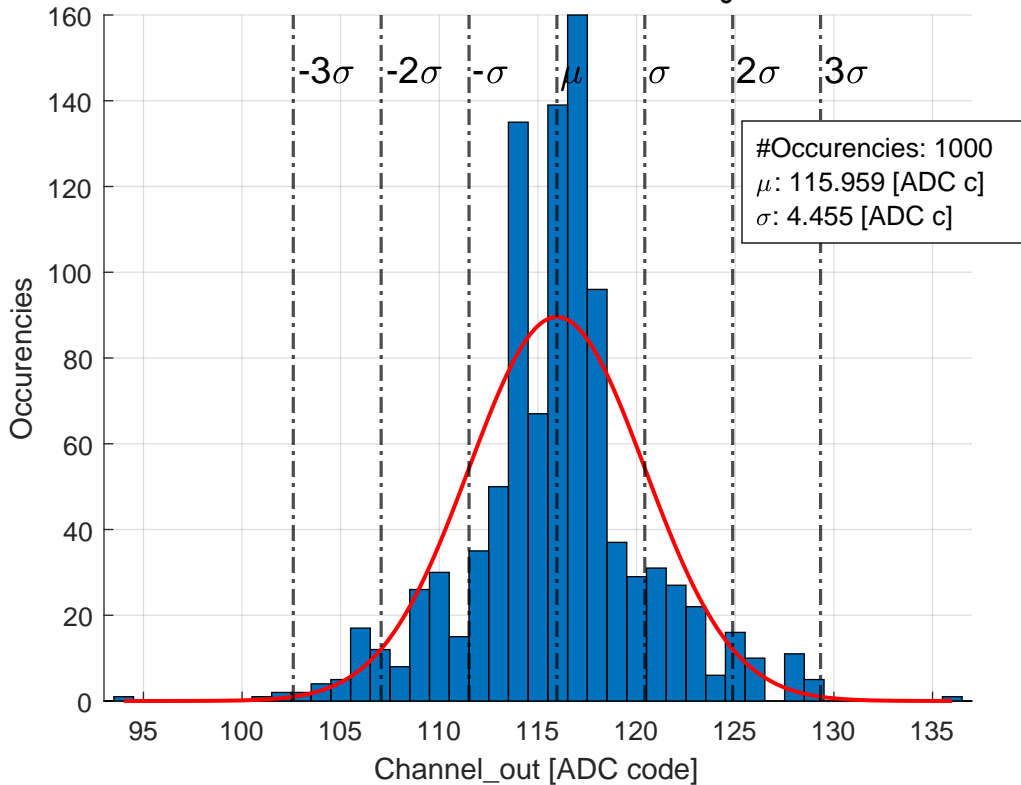 160
140
120
100
80
60
40
20
0
-3σ -2σ -σ μ σ 2σ 3σ
#Occurencies: 1000
μ: 115.959 [ADC c]
σ: 4.455 [ADC c]
Occurencies
95 100 105 110 115 120 125 130 135
Channel_out [ADC code]